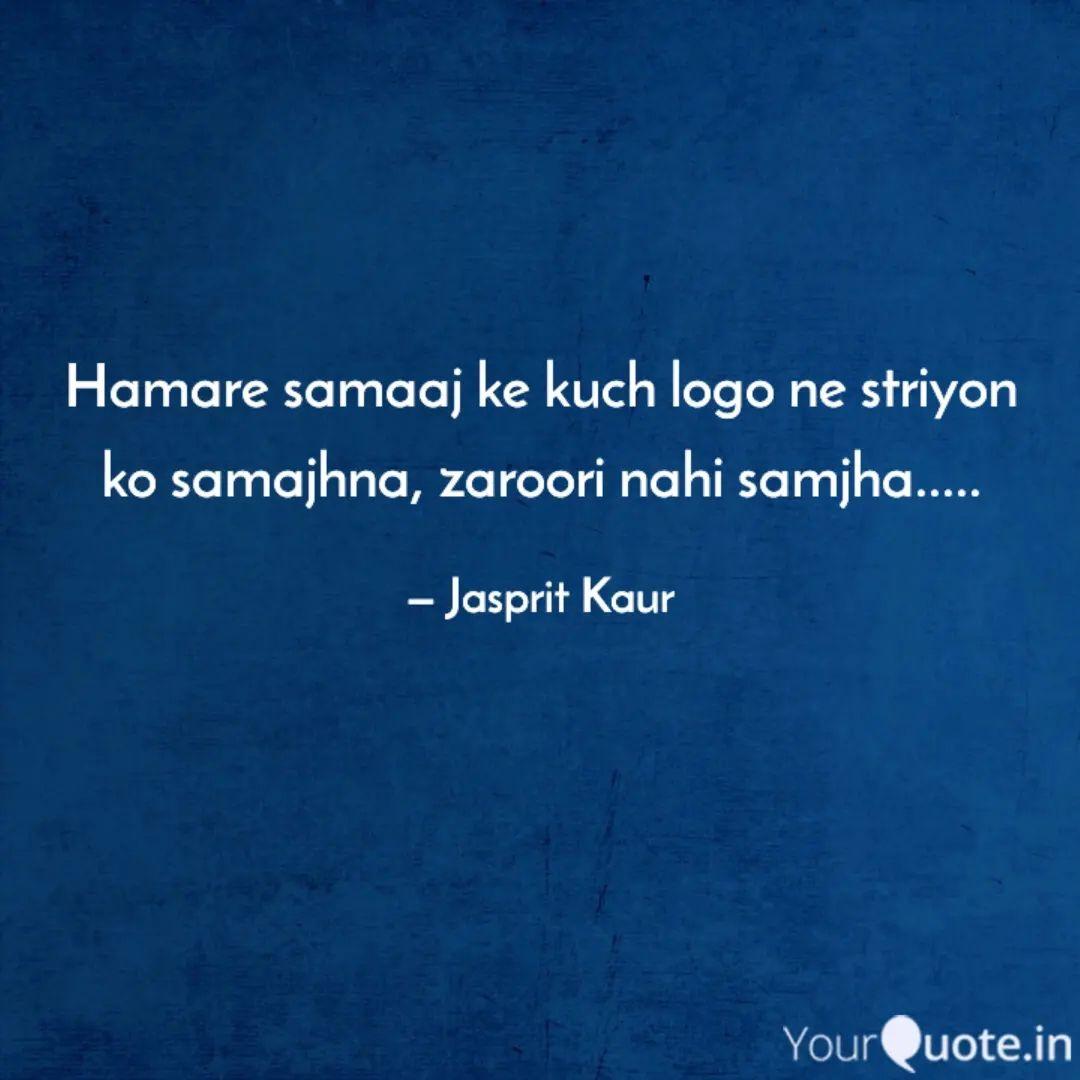 Hamare samaaj ke kuch logo ne striyon
ko samajhna, zaroori nahi samjha.....
– Jasprit Kaur
YourQuote.in